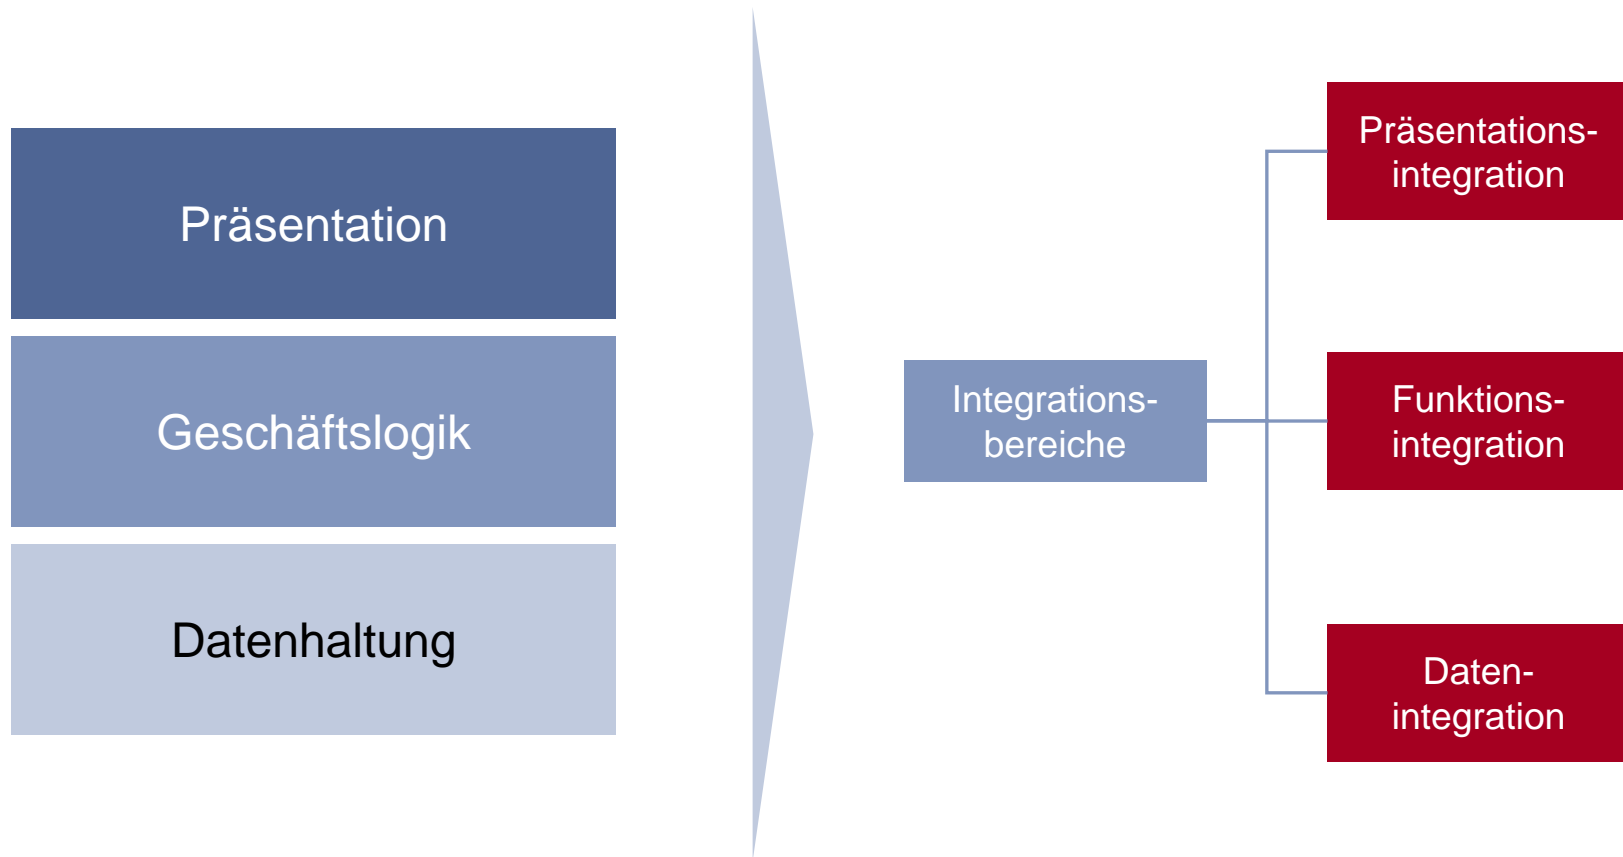 Präsentation
Geschäftslogik
Datenhaltung
Integrations-
bereiche
Präsentations-
integration
Funktions-
integration
Daten-
integration